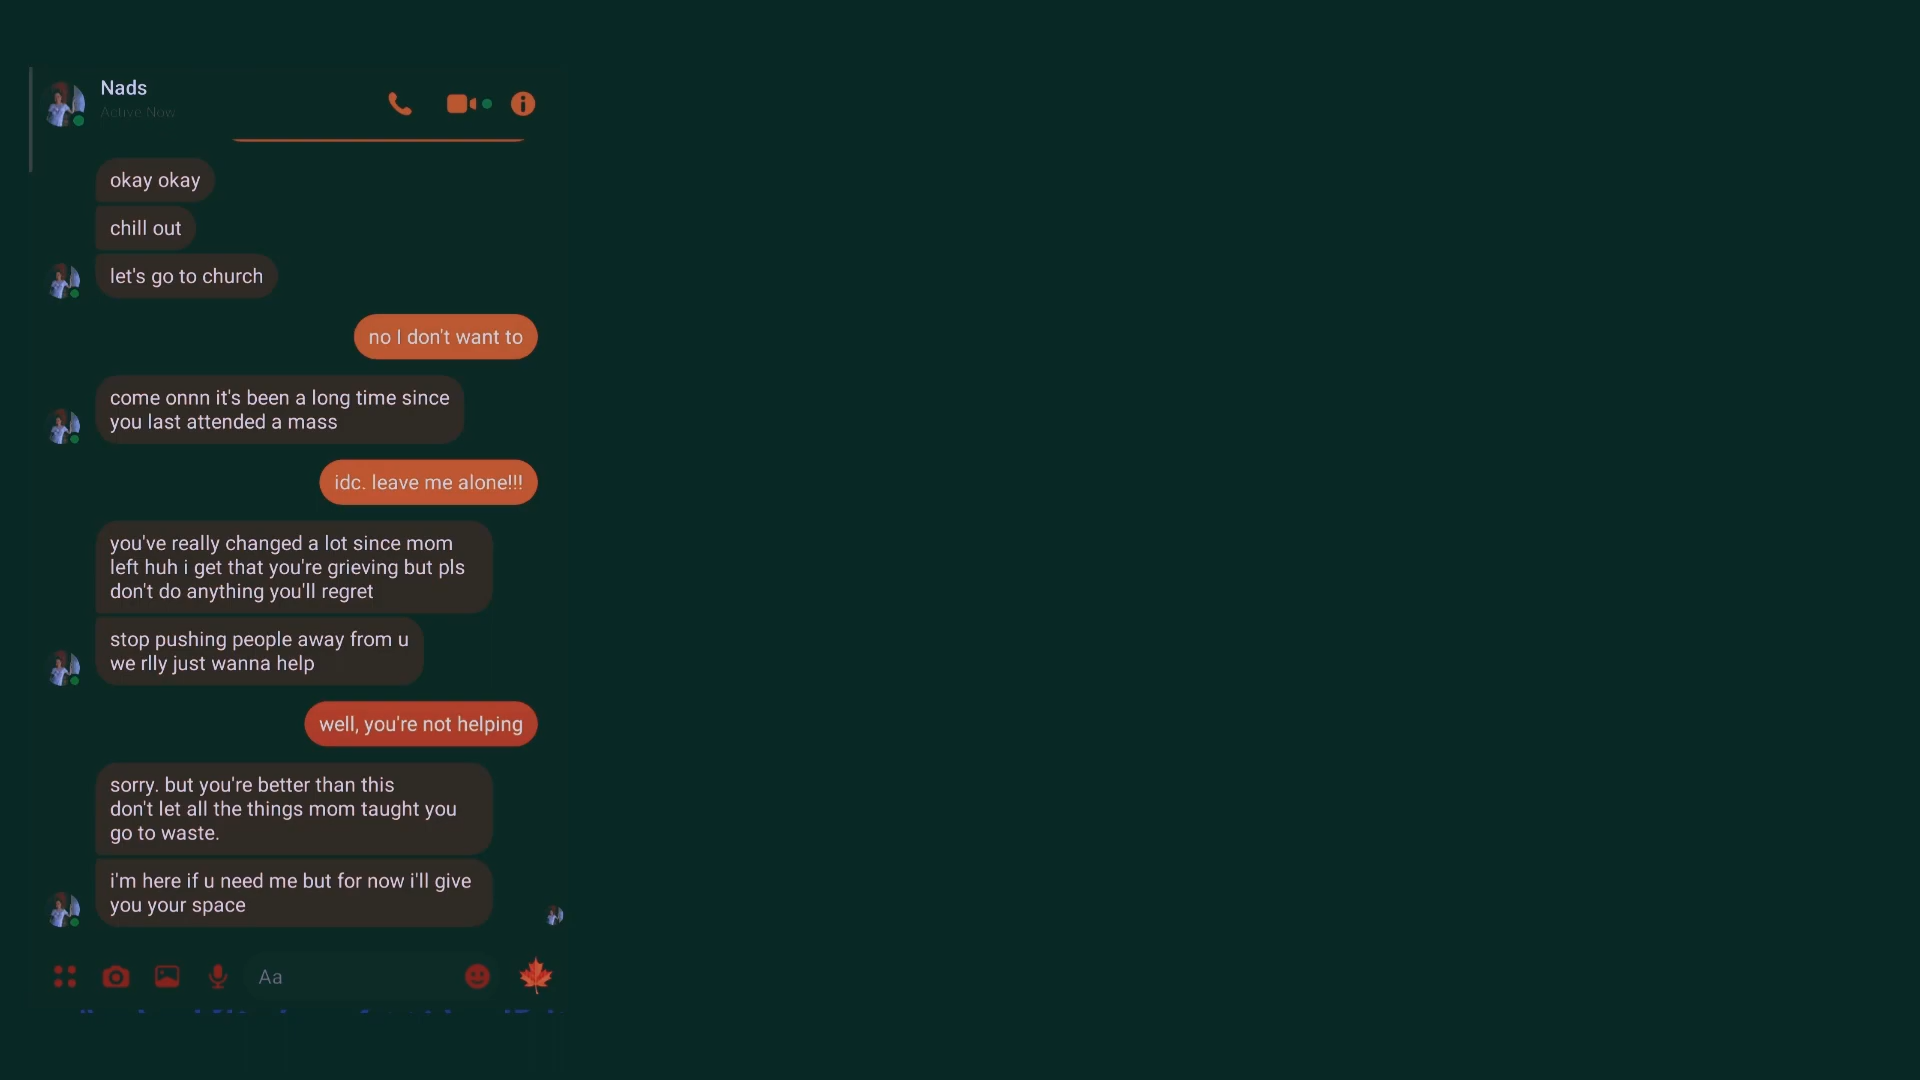 Nads
Active Now
okay okay
chill out
let's go to church
no I don't want to
come onnn it's been a long time since
you last attended a mass
idc. leave me alone!!!
you've really changed a lot since mom
left huh i get that you're grieving but pls
don't do anything you'll regret
stop pushing people away from u
we rlly just wanna help
well, you're not helping
sorry. but you're better than this
don't let all the things mom taught you
go to waste.
i'm here if u need me but for now i'll give
you your space
Aa